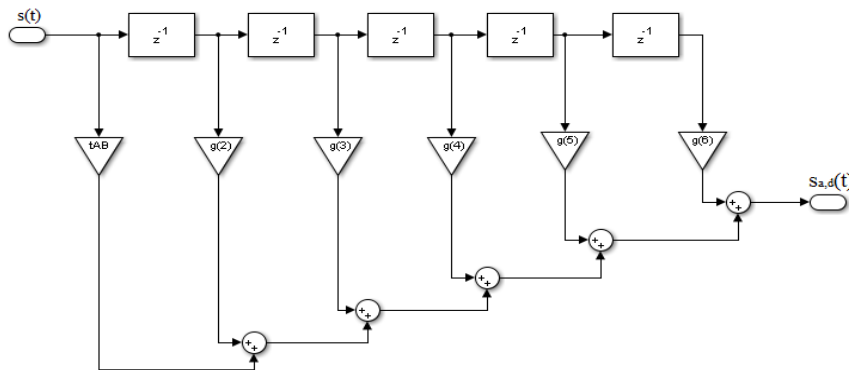 s(t)
z-1 z-1 z-1 z-1 z-1
tAB g(2) g(3) g(4) g(5) g(6)
Sa,d(t)
+ +
+ +
+ +
+ +
+ +